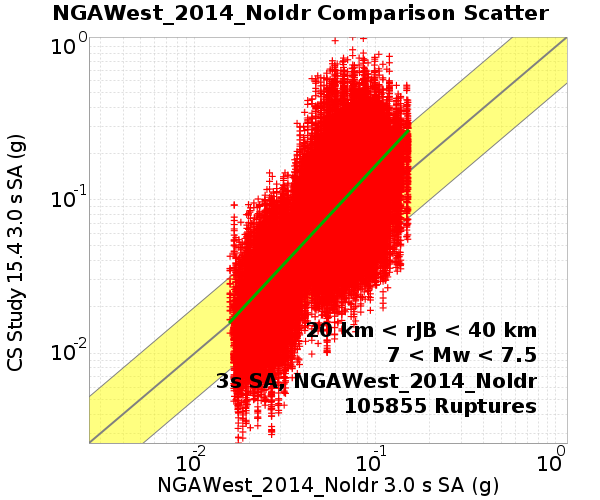 NGAWest_2014_NoIdr Comparison Scatter
10^0
10^-1
10^-2
CS Study 15.4 3.0 s SA (g)
20 km < rJB < 40 km
7 < Mw < 7.5
3s SA, NGAWest_2014_NoIdr
105855 Ruptures
10^-2 10^-1 10^0
NGAWest_2014_NoIdr 3.0 s SA (g)